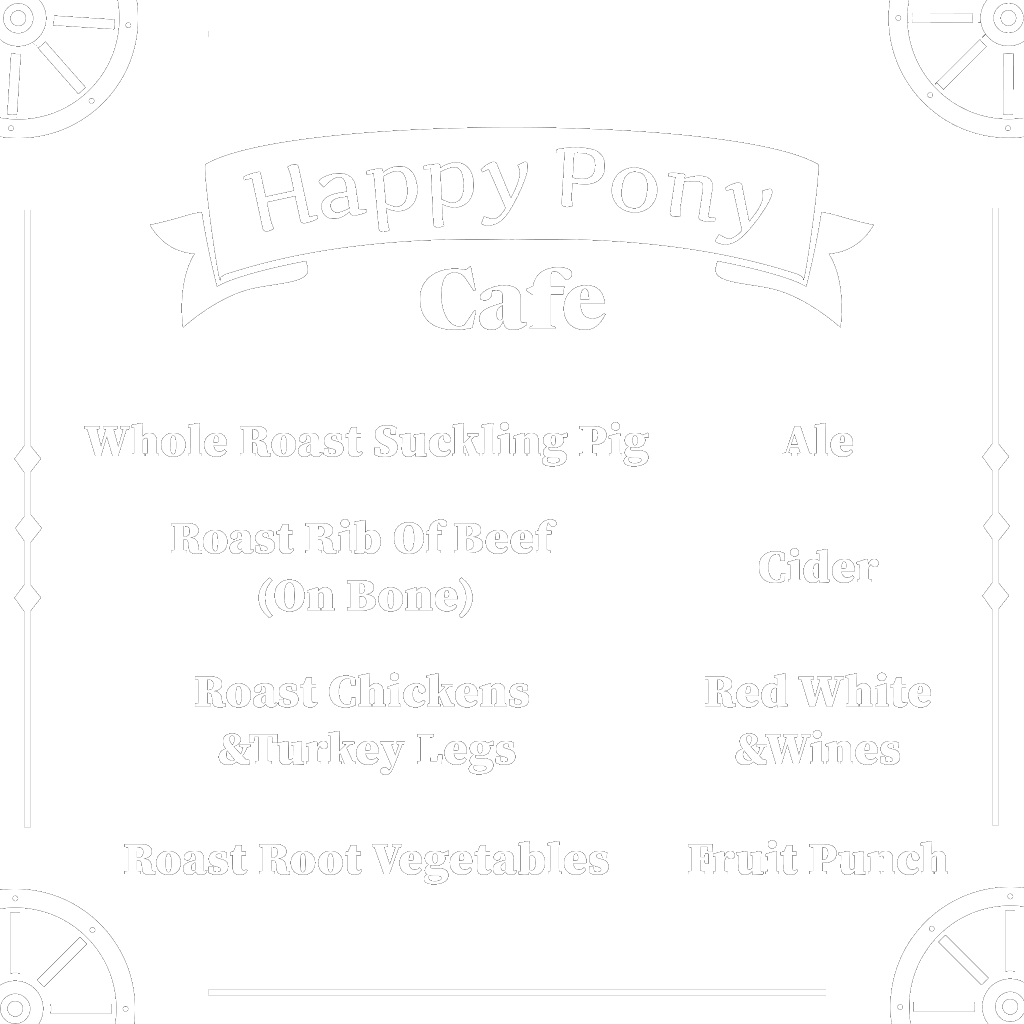 Happy Pony
Cafe
Whole Roast Suckling Pig
Ale
Roast Rib Of Beef
(On Bone)
Cider
Roast Chickens
&Turkey Legs
Red White
&Wines
Roast Root Vegetables
Fruit Punch